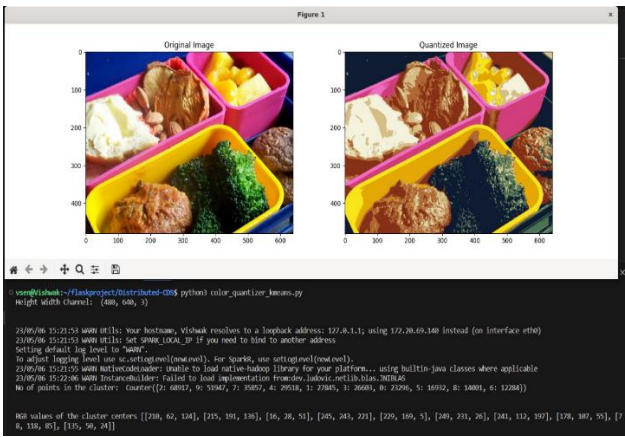 Figure 1
×
Original Image
Quantized Image
0
100
200
300
400
0 100 200 300 400 500 600
0
100
200
300
400
0 100 200 300 400 500 600
vsen@Vishwak:~/flaskproject/Distributed-CDS$ python3 color_quantizer_kmeans.py
Height Width Channel: (480, 640, 3)
23/05/06 15:21:53 WARN Utils: Your hostname, Vishwak resolves to a loopback address: 127.0.1.1; using 172.20.69.140 instead (on interface eth0)
23/05/06 15:21:53 WARN Utils: Set SPARK_LOCAL_IP if you need to bind to another address
Setting default log level to "WARN".
To adjust logging level use sc.setLogLevel(newLevel). For SparkR, use setLogLevel(newLevel).
23/05/06 15:21:55 WARN NativeCodeLoader: Unable to load native-hadoop library for your platform... using builtin-java classes where applicable
23/05/06 15:22:06 WARN InstanceBuilder: Failed to load implementation from:dev.ludovic.netlib.blas.JNIBLAS
No of points in the cluster: Counter({2: 68917, 9: 51947, 7: 35857, 4: 29518, 1: 27845, 3: 26603, 0: 23296, 5: 16932, 8: 14001, 6: 12284})
RGB values of the cluster centers [[210, 62, 124], [215, 191, 136], [16, 28, 51], [245, 243, 221], [229, 169, 5], [249, 231, 26], [241, 112, 197], [178, 107, 55], [7
8, 118, 85], [135, 50, 24]]